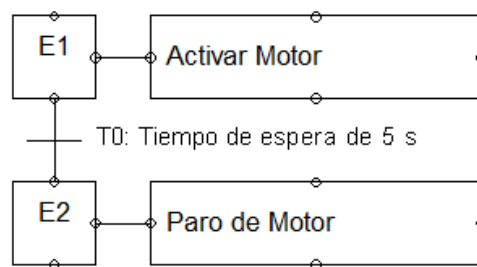 E1
Activar Motor
T0: Tiempo de espera de 5 s
E2
Paro de Motor